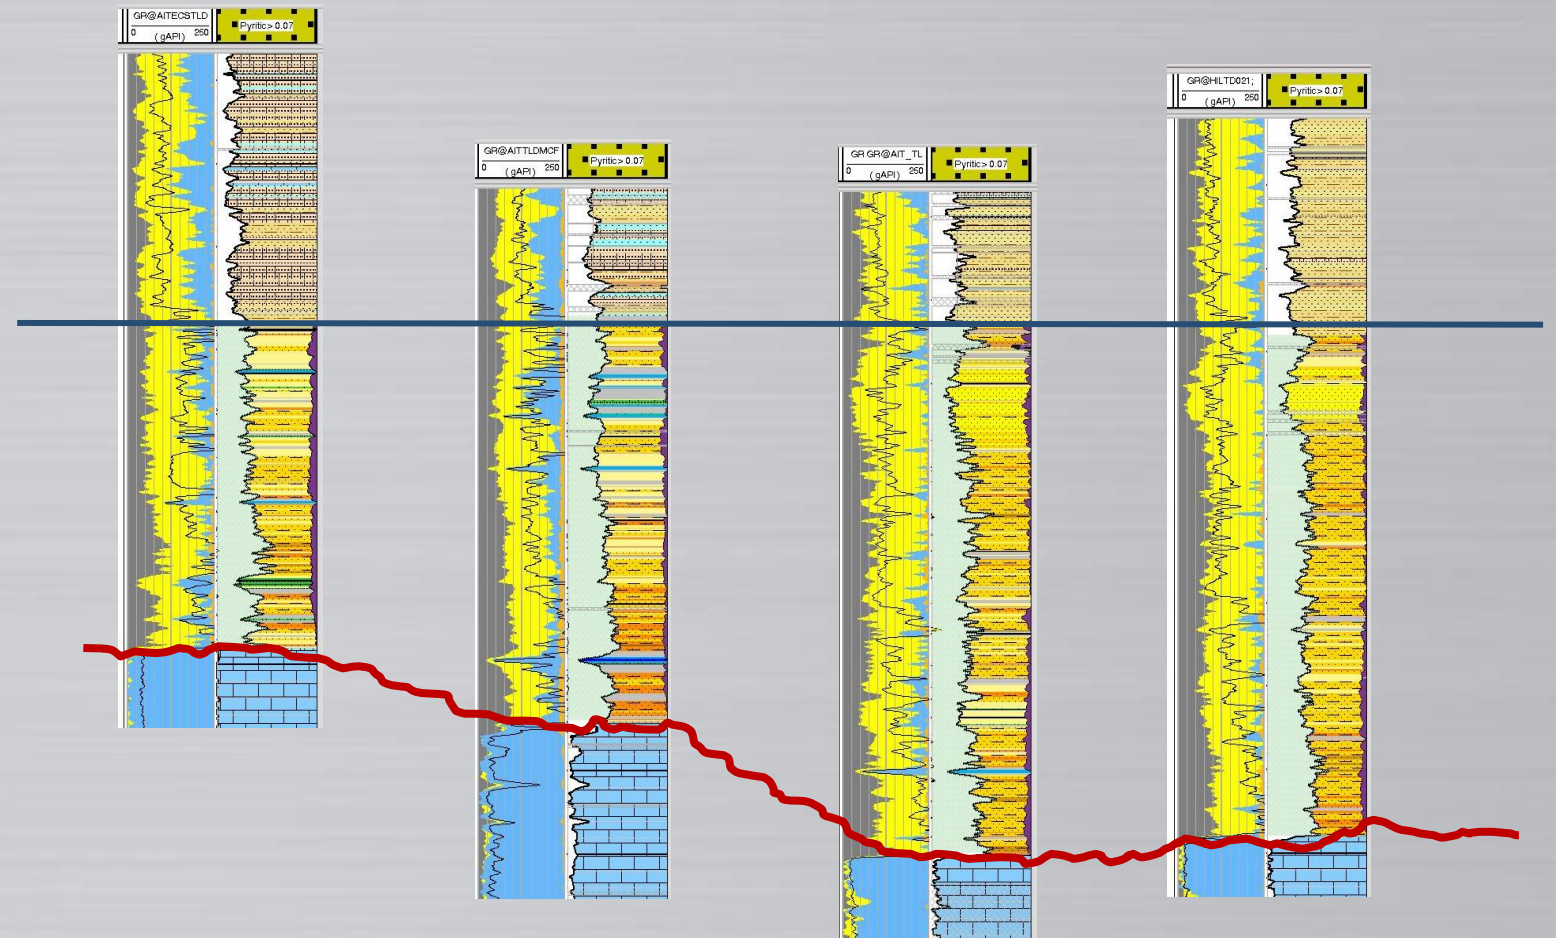 GR@AITECSTLD
0 (gAPI) 250
Pyritic> 0.07
GR@AITTLDMCF
0 (gAPI) 250
Pyritic> 0.07
GR GR@AIT_TL
0 (gAPI) 250
Pyritic> 0.07
GR@HILTD021;
0 (gAPI) 250
Pyritic> 0.07